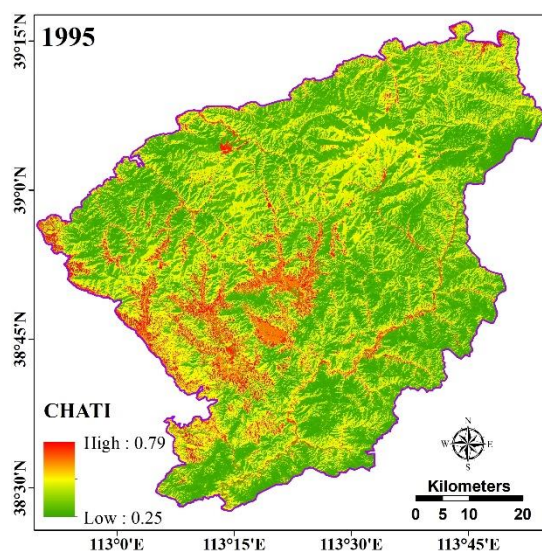 1995
39°15'N
39°0'N
38°45'N
38°30'N
CHATI
High : 0.79
Low : 0.25
N
W E
S
Kilometers
0 5 10 20
113°0'E 113°15'E 113°30'E 113°45'E